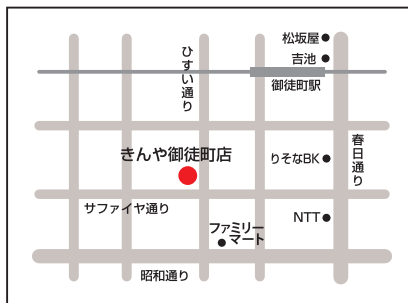 松坂屋
吉池
御徒町駅
ひすい通り
きんや御徒町店
りそなBK
春日通り
サファイヤ通り
NTT
ファミリー
マート
昭和通り